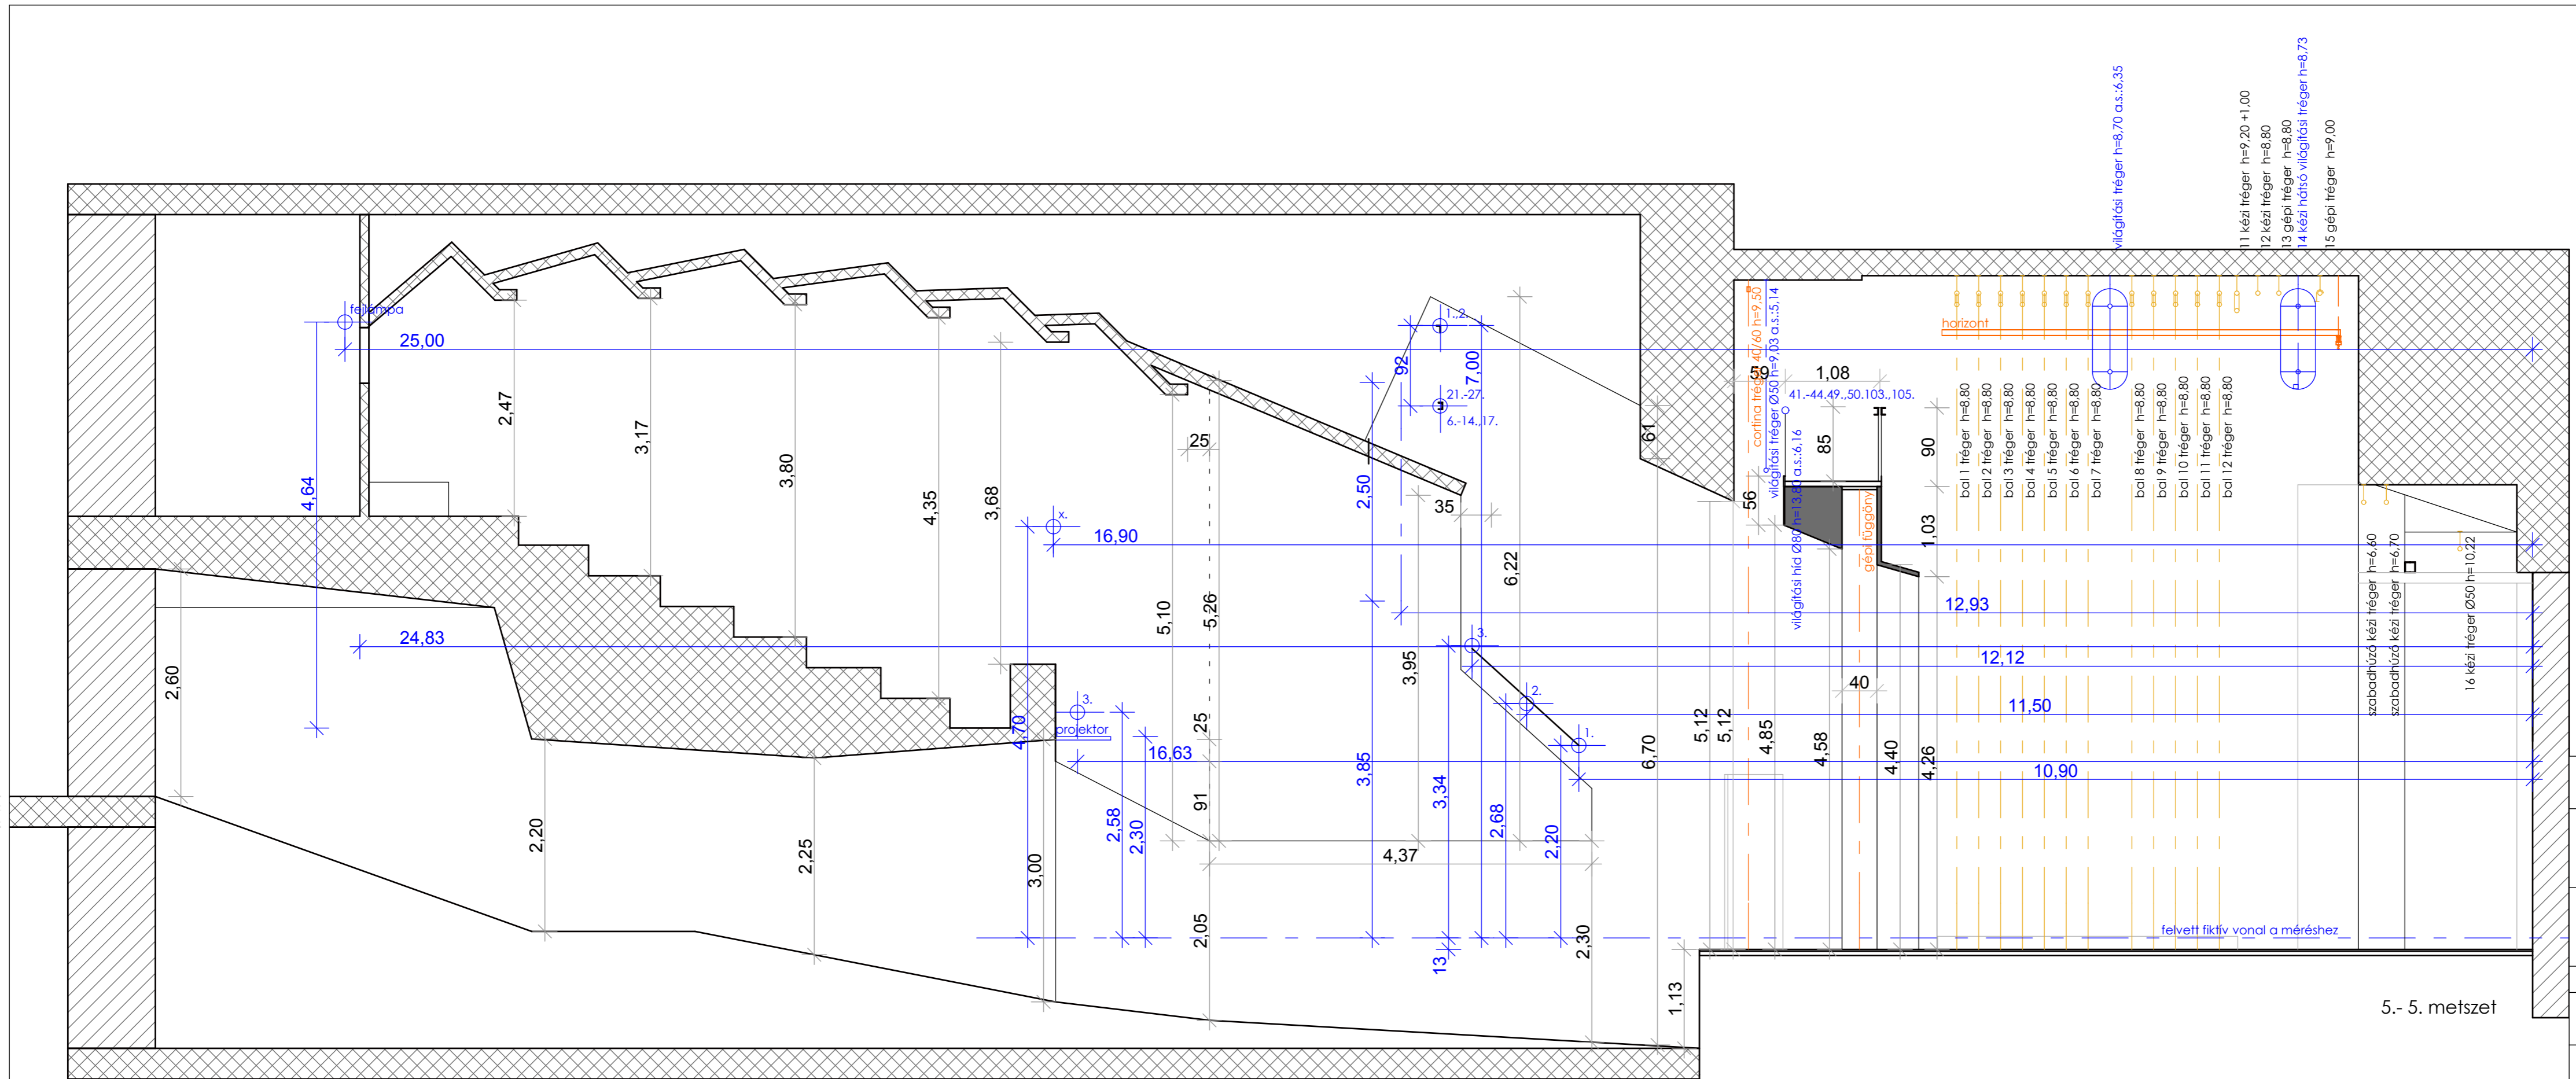 világítási tréger h=8,70 a.s.:6,35
11 kézi tréger h=9,20 +1,00
12 kézi tréger h=8,80
13 gépi tréger h=8,80
14 kézi hátsó világítási tréger h=8,73
15 gépi tréger h=9,00
fejlámpa
25,00
4,64
2,47
3,17
3,80
4,35
3,68
25
92
7,00
1.,2.
21.-27.
6.-14.,17.
2,50
35
61
59
1,08
cortina tréger 40/60 h=9,50
világítási tréger Ø50 h=9,03 a.s.:5,14
41.-44.49.,50.103.,105.
85
90
56
világítási híd Ø80 h=13,80 a.s.:6,16
gépi függöny
1,03
horizont
bal 1 tréger h=8,80
bal 2 tréger h=8,80
bal 3 tréger h=8,80
bal 4 tréger h=8,80
bal 5 tréger h=8,80
bal 6 tréger h=8,80
bal 7 tréger h=8,80
bal 8 tréger h=8,80
bal 9 tréger h=8,80
bal 10 tréger h=8,80
bal 11 tréger h=8,80
bal 12 tréger h=8,80
szabadhúzó kézi tréger h=6,60
szabadhúzó kézi tréger h=6,70
16 kézi tréger Ø50 h=10,22
x.
16,90
6,22
5,10
5,26
3,95
12,93
24,83
3.
12,12
2,60
40
2.
11,50
3.
projektor
4,70
25
1.
16,63
3,85
3,34
6,70
5,12
5,12
4,85
4,58
4,40
4,26
10,90
91
2,58
2,30
2,68
2,20
2,20
2,25
3,00
4,37
2,05
2,30
felvett fiktív vonal a méréshez
13
1,13
5.- 5. metszet